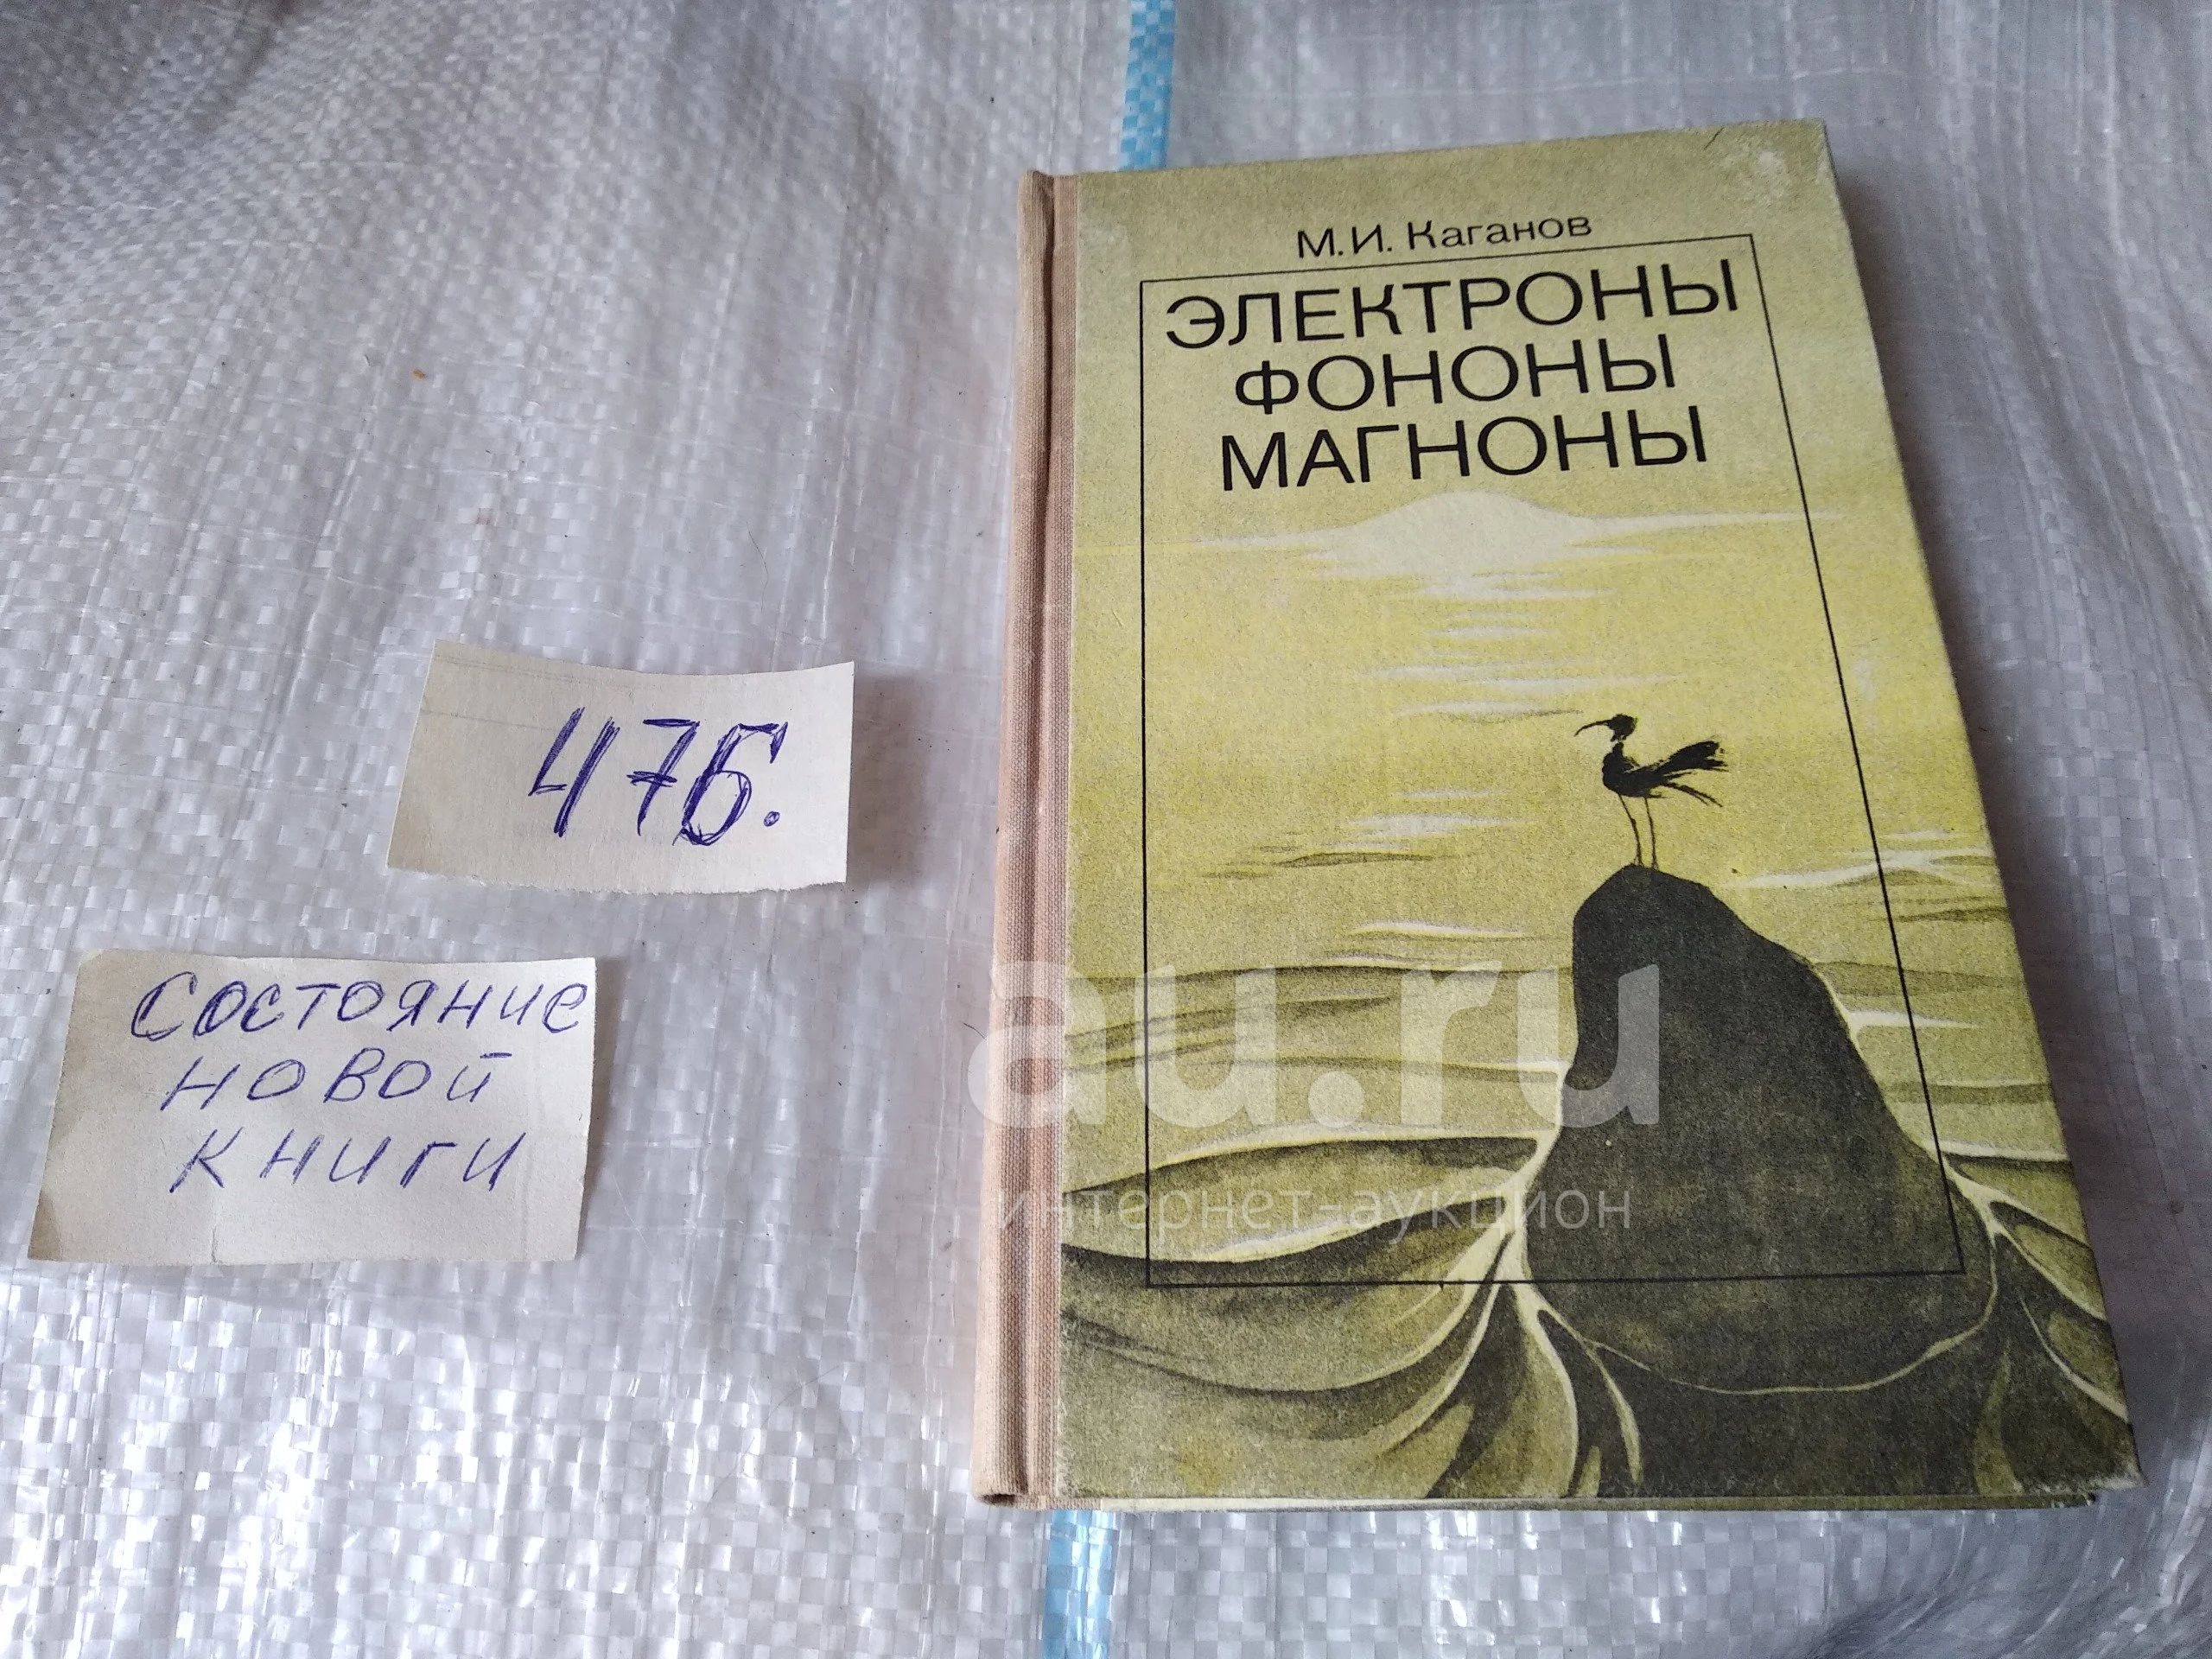 М.И. Каганов
ЭЛЕКТРОНЫ
ФОНОНЫ
МАГНОНЫ
476.
Состояние
новой
книги
au.ru
интернет-аукцион